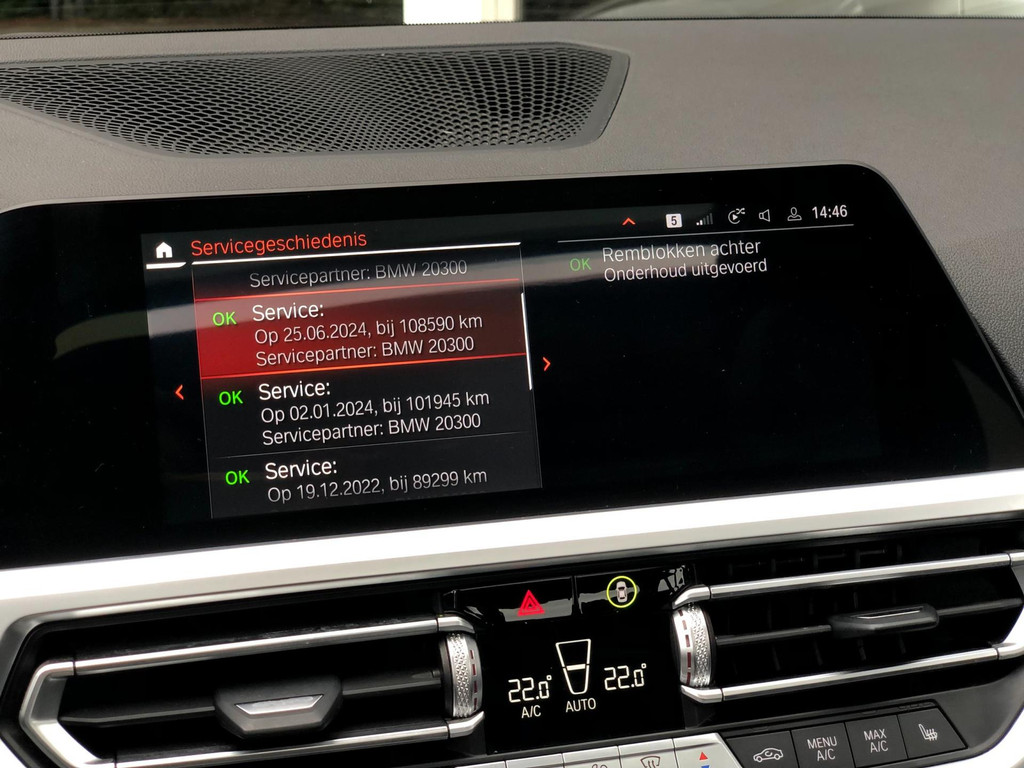 5
14:46
Servicegeschiedenis
Servicepartner: BMW 20300
OK Service:
Op 25.06.2024, bij 108590 km
Servicepartner: BMW 20300
OK Service:
Op 02.01.2024, bij 101945 km
Servicepartner: BMW 20300
OK Service:
Op 19.12.2022, bij 89299 km
OK Remblokken achter
Onderhoud uitgevoerd
22.0°
A/C
AUTO
22.0°
MENU
A/C
MAX
A/C